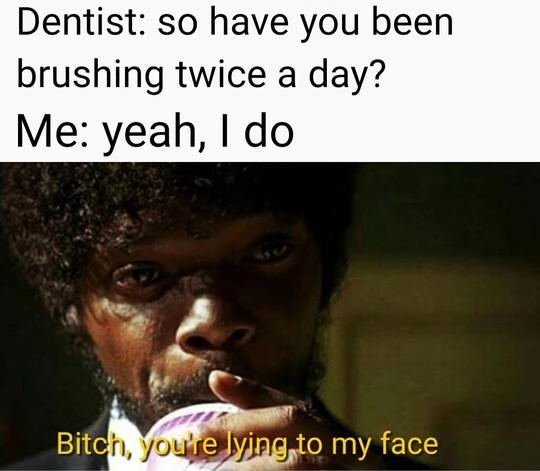 Dentist: so have you been
brushing twice a day?
Me: yeah, I do
Bitch, you're lying to my face